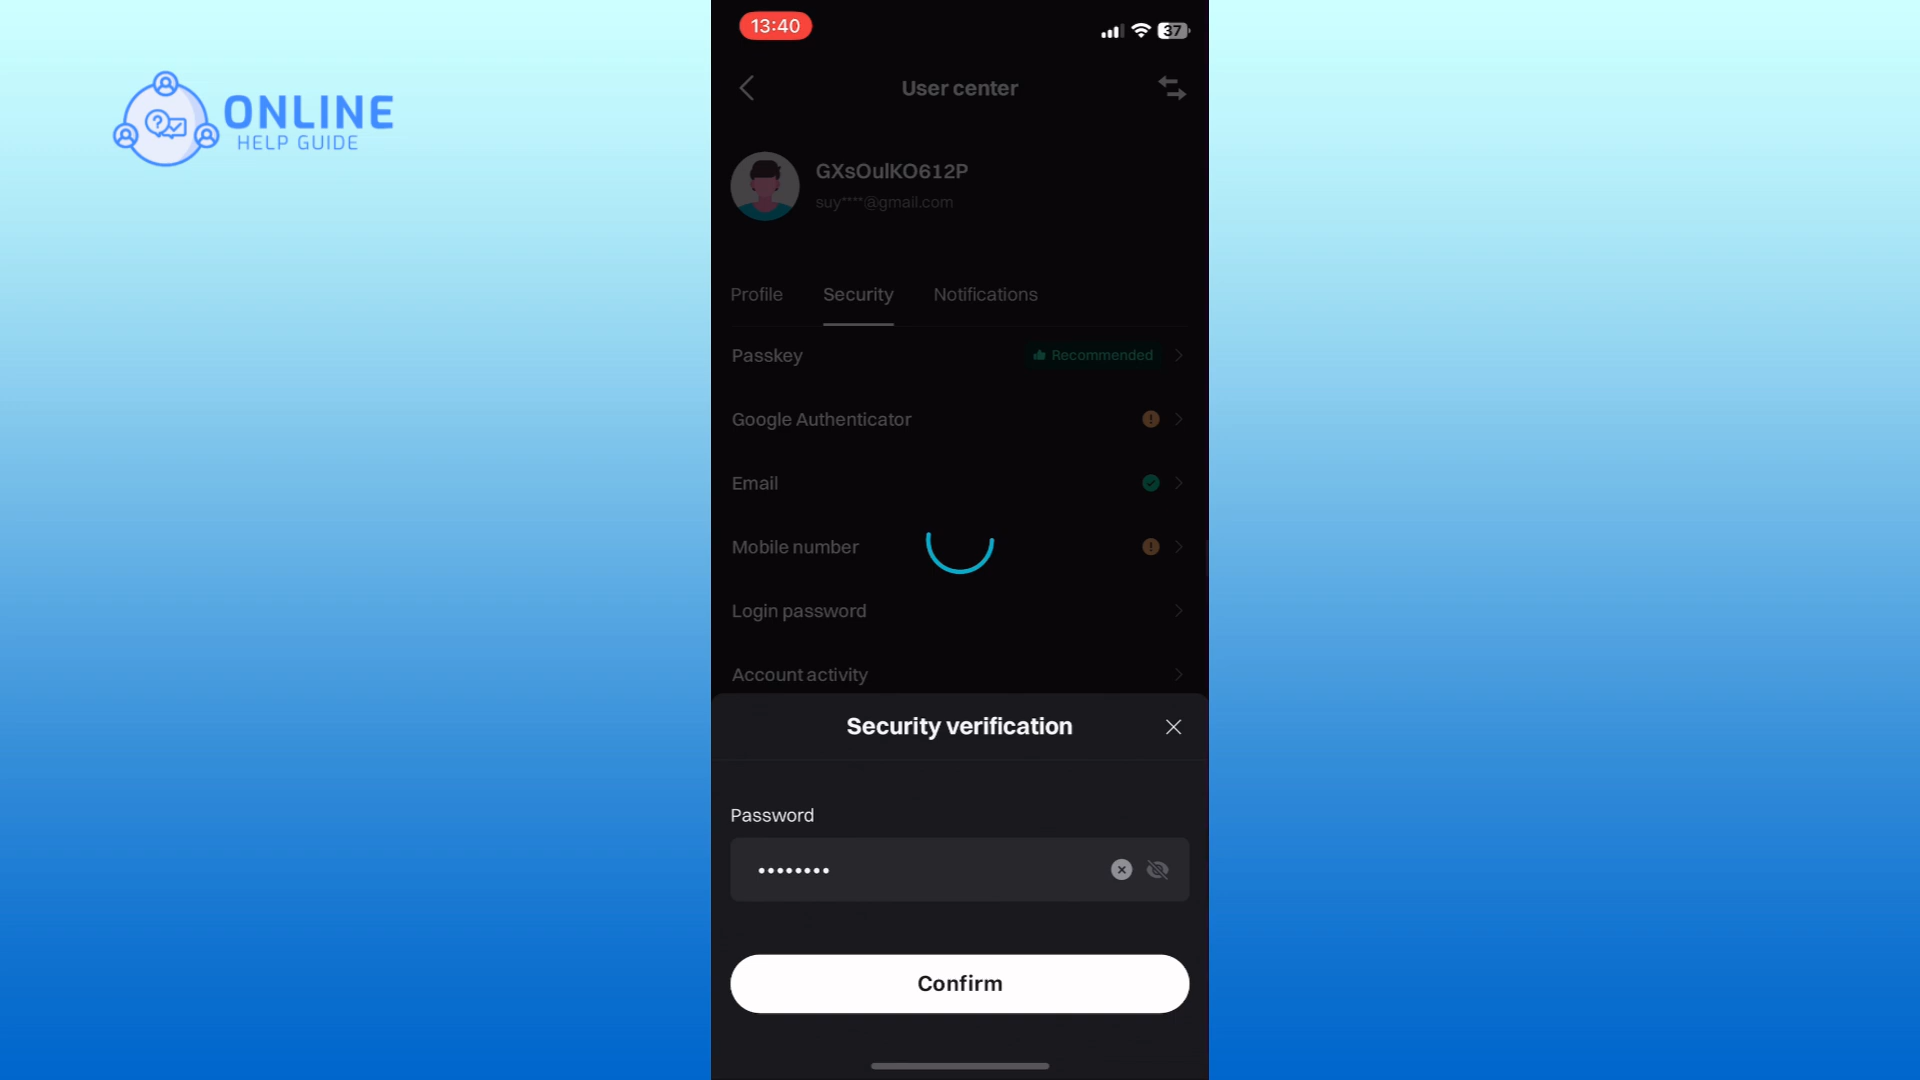 13:40
37
ONLINE
HELP GUIDE
User center
GXsOulKO612P
suy****@gmail.com
Profile Security Notifications
Passkey Recommended
Google Authenticator
Email
Mobile number
Login password
Account activity
Security verification
Password
••••••••
Confirm